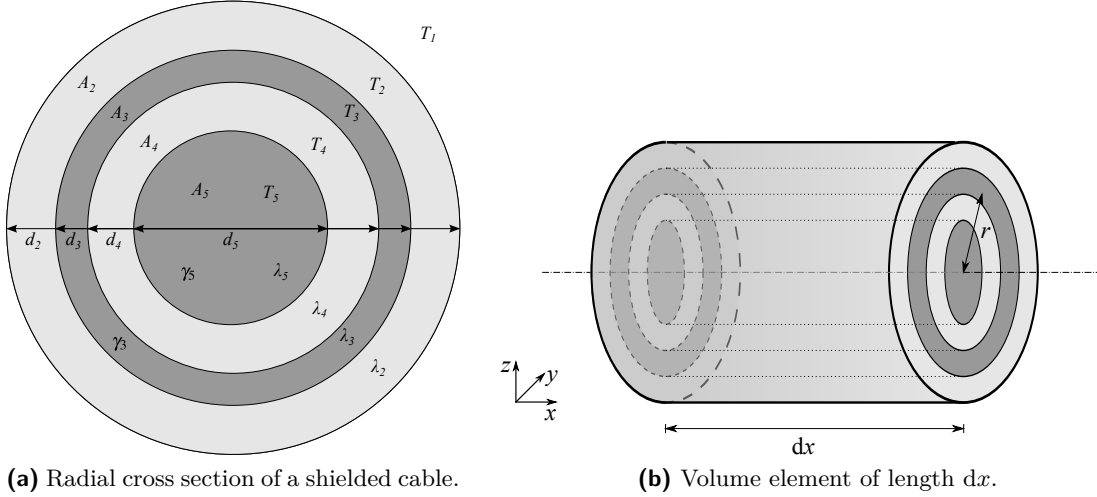 T₁
A₂
T₂
A₃
T₃
A₄
T₄
A₅
T₅
d₂ d₃ d₄ d₅
γ₅
λ₅
λ₄
λ₃
γ₃
λ₂
r
z
y
x
dx
(a) Radial cross section of a shielded cable.
(b) Volume element of length dx.